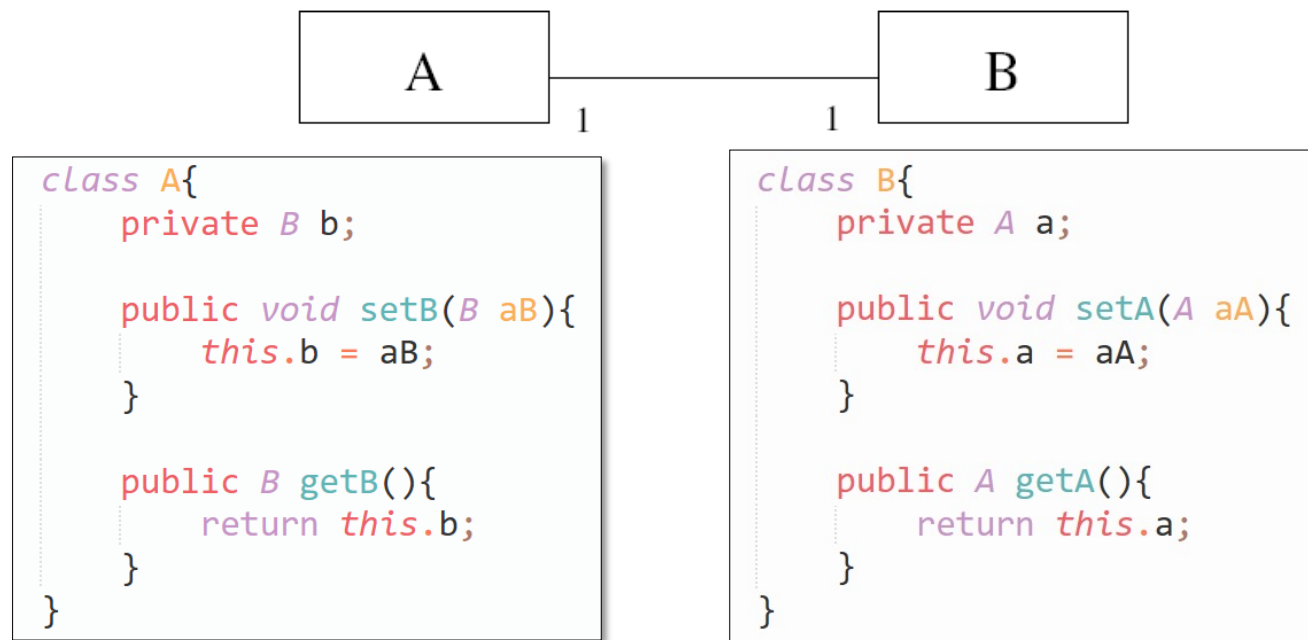 A
B
1
1
class A{
private B b;
public void setB(B aB){
this.b = aB;
}
public B getB(){
return this.b;
}
}
class B{
private A a;
public void setA(A aA){
this.a = aA;
}
public A getA(){
return this.a;
}
}